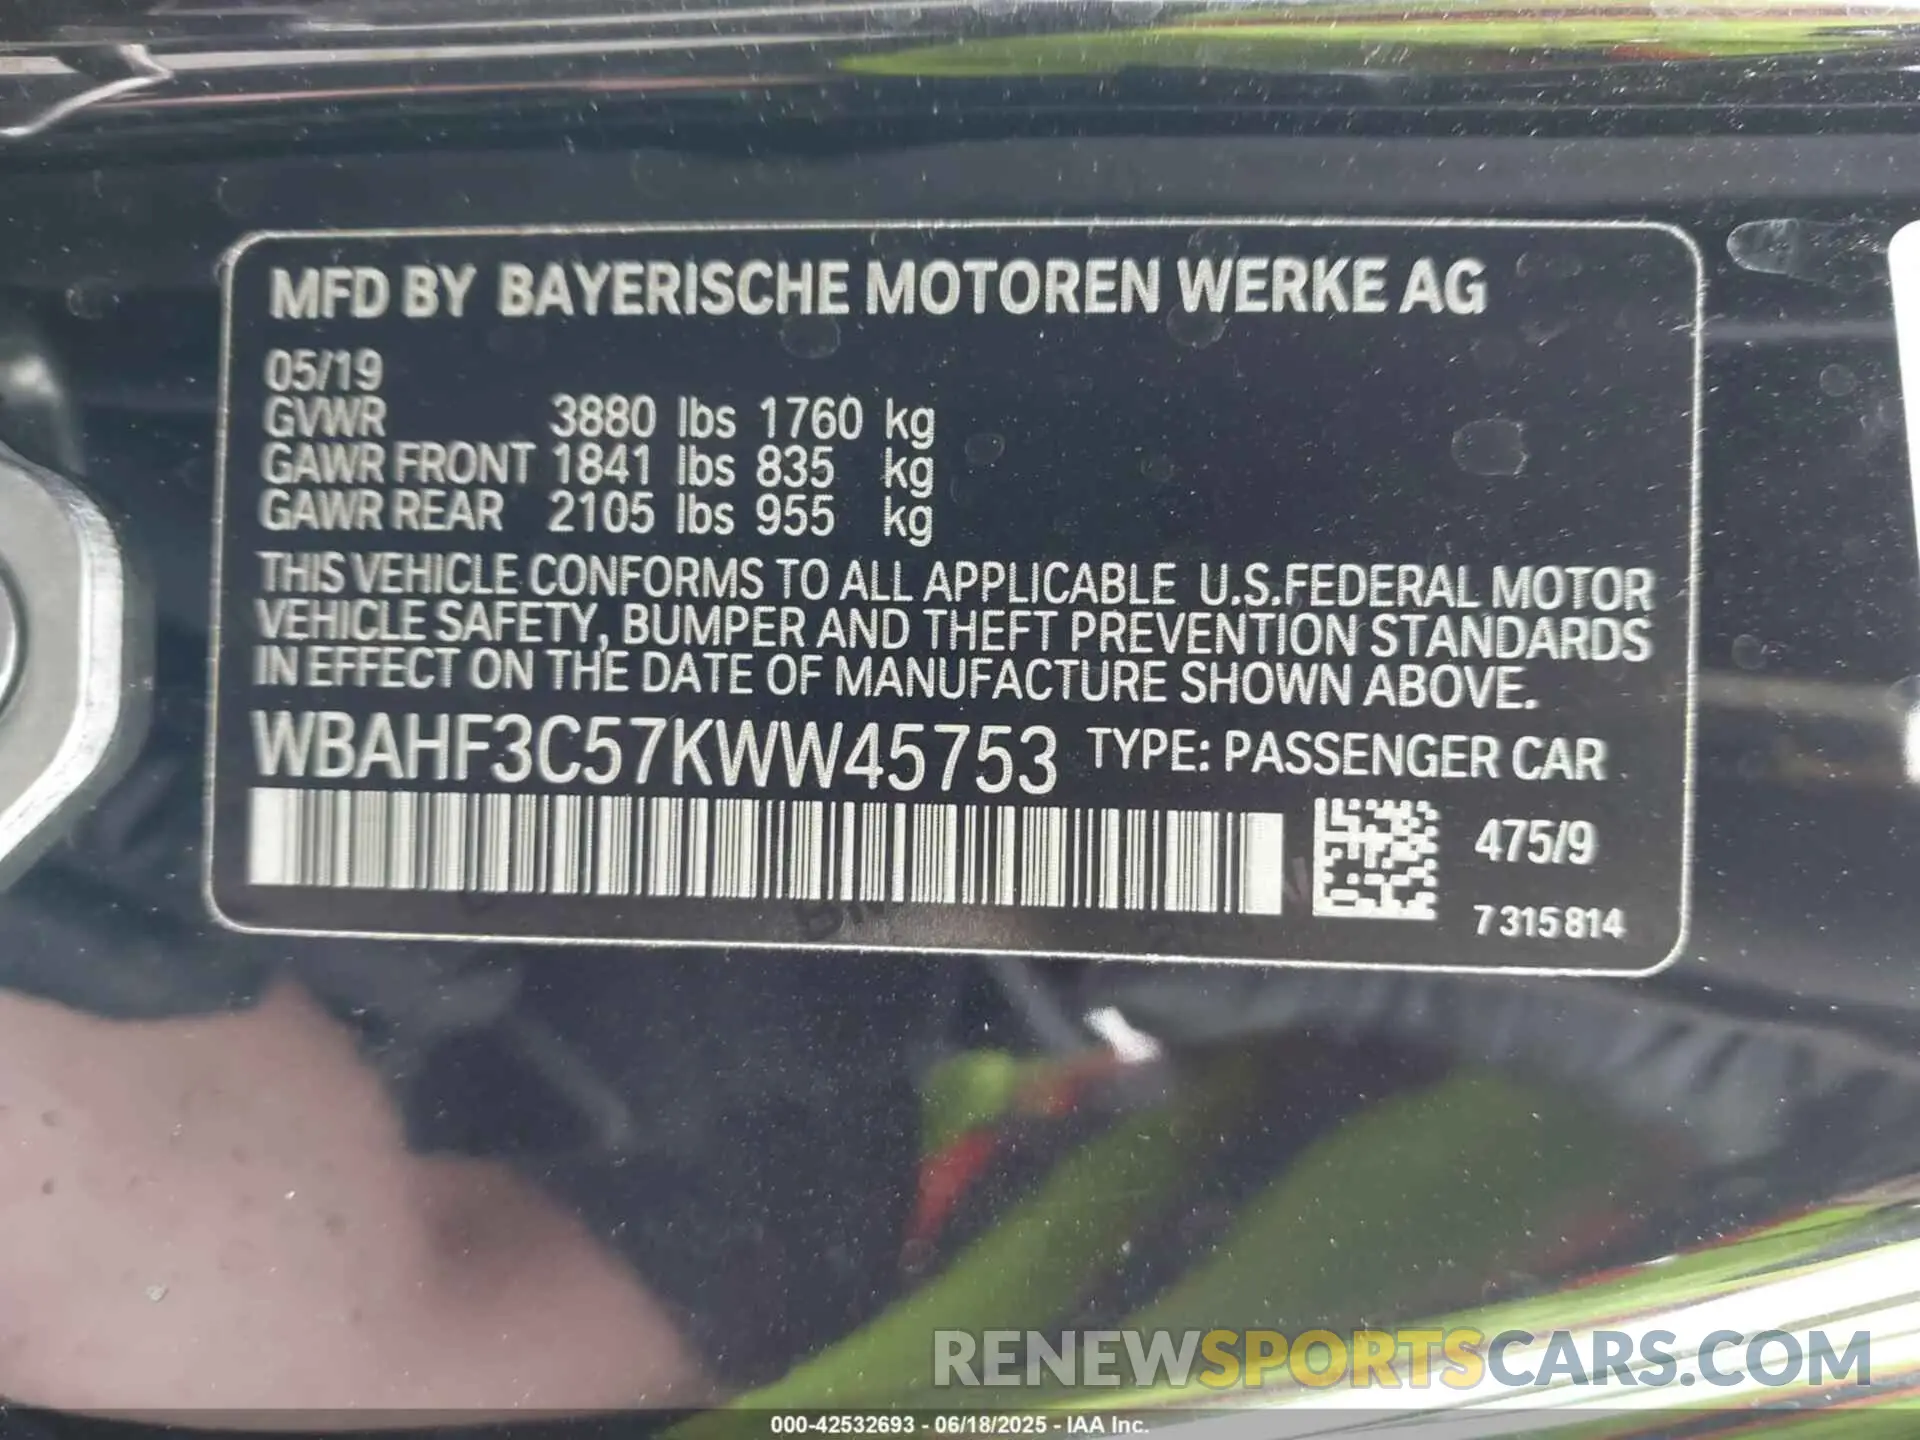 MFD BY BAYERISCHE MOTOREN WERKE AG
05/19
GVWR 3880 lbs 1760 kg
GAWR FRONT 1841 lbs 835 kg
GAWR REAR 2105 lbs 955 kg
THIS VEHICLE CONFORMS TO ALL APPLICABLE U.S.FEDERAL MOTOR
VEHICLE SAFETY, BUMPER AND THEFT PREVENTION STANDARDS
IN EFFECT ON THE DATE OF MANUFACTURE SHOWN ABOVE.
WBAHF3C57KWW45753 TYPE: PASSENGER CAR
475/9
7 315 814
RENEWSPORTSCARS.COM
000-42532693 - 06/18/2025 - IAA Inc.